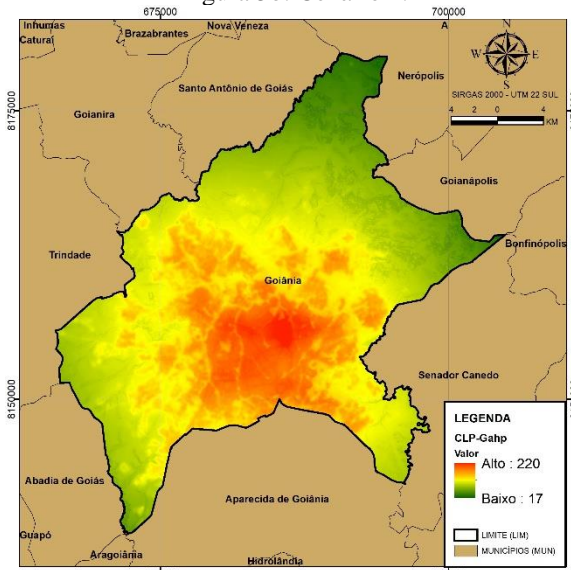 675000
700000
Inhumas
Catural
Brazabrantes
Nova Veneza
A
N
W
E
S
Santo Antônio de Goiás
Nerópolis
SIRGAS 2000 - UTM 22 SUL
4 2 0 4
KM
8175000
Goianira
Goianápolis
Trindade
Bonfinópolis
Goiânia
8150000
Senador Canedo
LEGENDA
CLP-Gahp
Valor
Alto : 220
Baixo : 17
LIMITE (LIM)
MUNICÍPIOS (MUN)
Abadia de Goiás
Aparecida de Goiânia
Guapó
Aragoiânia
Hidrolândia